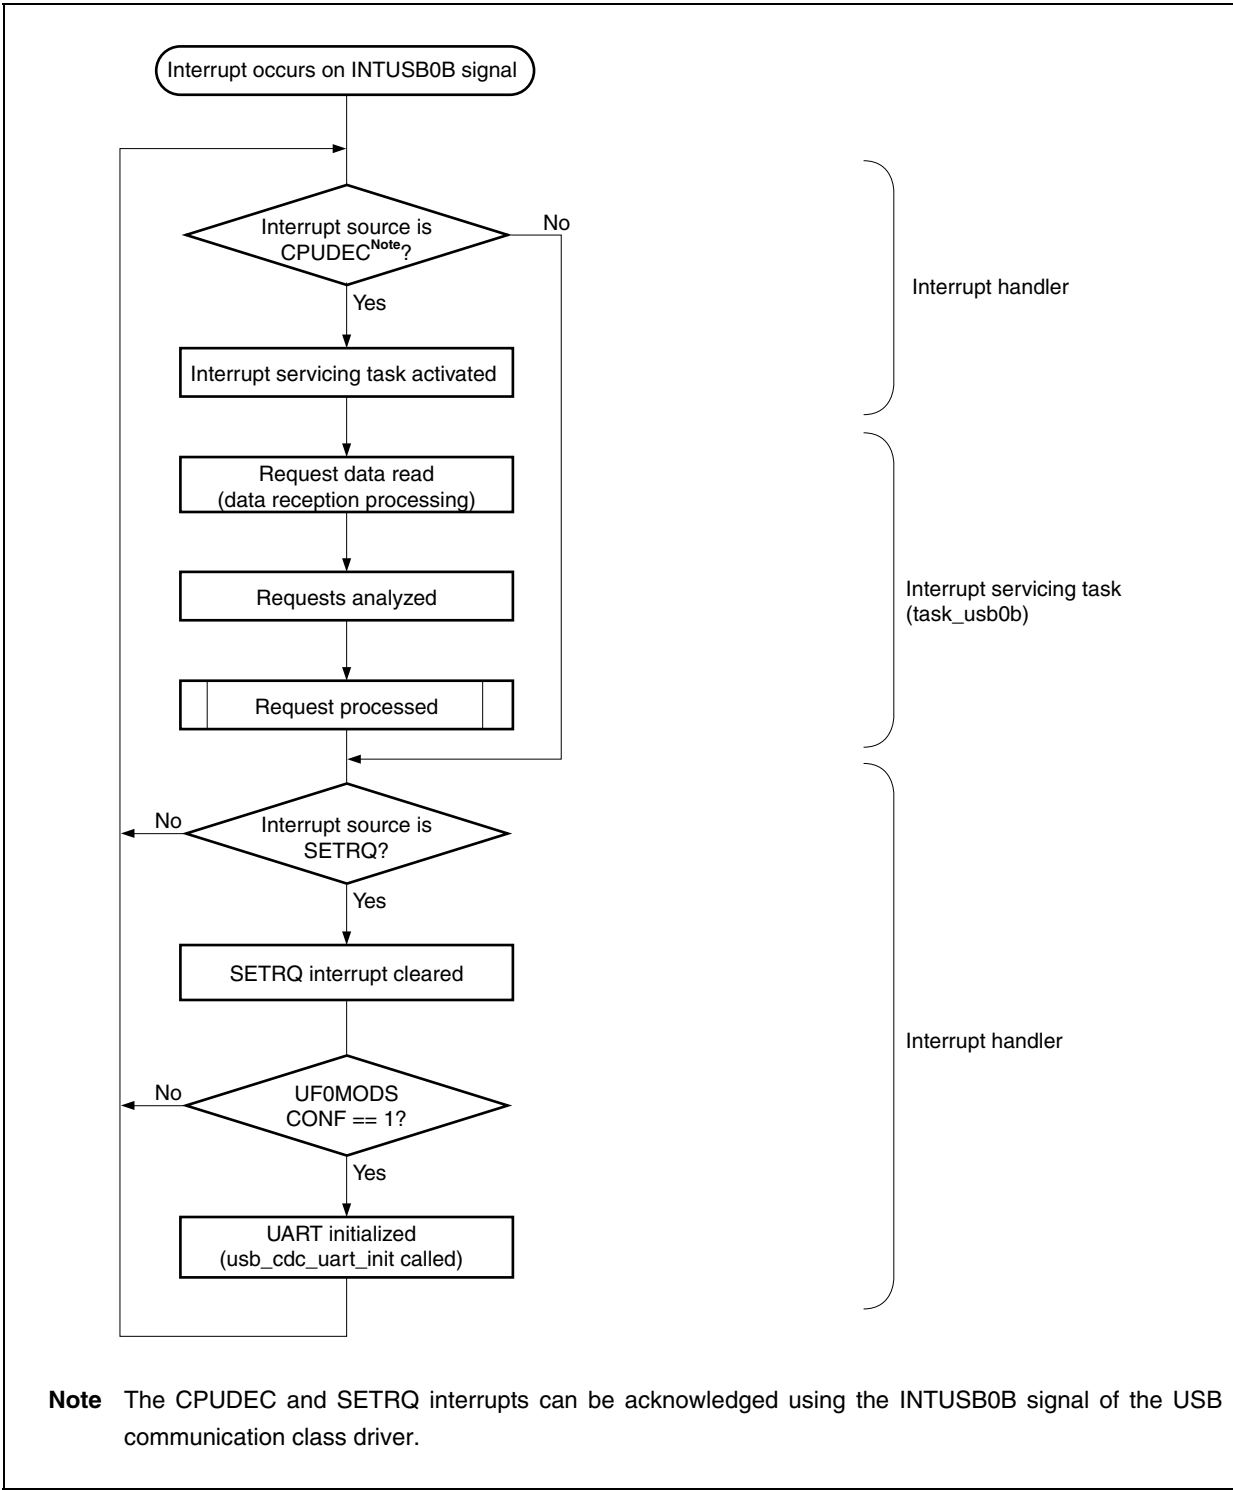 Interrupt occurs on INTUSB0B signal
Interrupt source is
CPUDECNote?
No
Yes
Interrupt servicing task activated
Interrupt handler
Request data read
(data reception processing)
Requests analyzed
Request processed
Interrupt servicing task
(task_usb0b)
Interrupt source is
SETRQ?
No
Yes
SETRQ interrupt cleared
UF0MODS
CONF == 1?
No
Yes
UART initialized
(usb_cdc_uart_init called)
Interrupt handler
Note The CPUDEC and SETRQ interrupts can be acknowledged using the INTUSB0B signal of the USB
communication class driver.